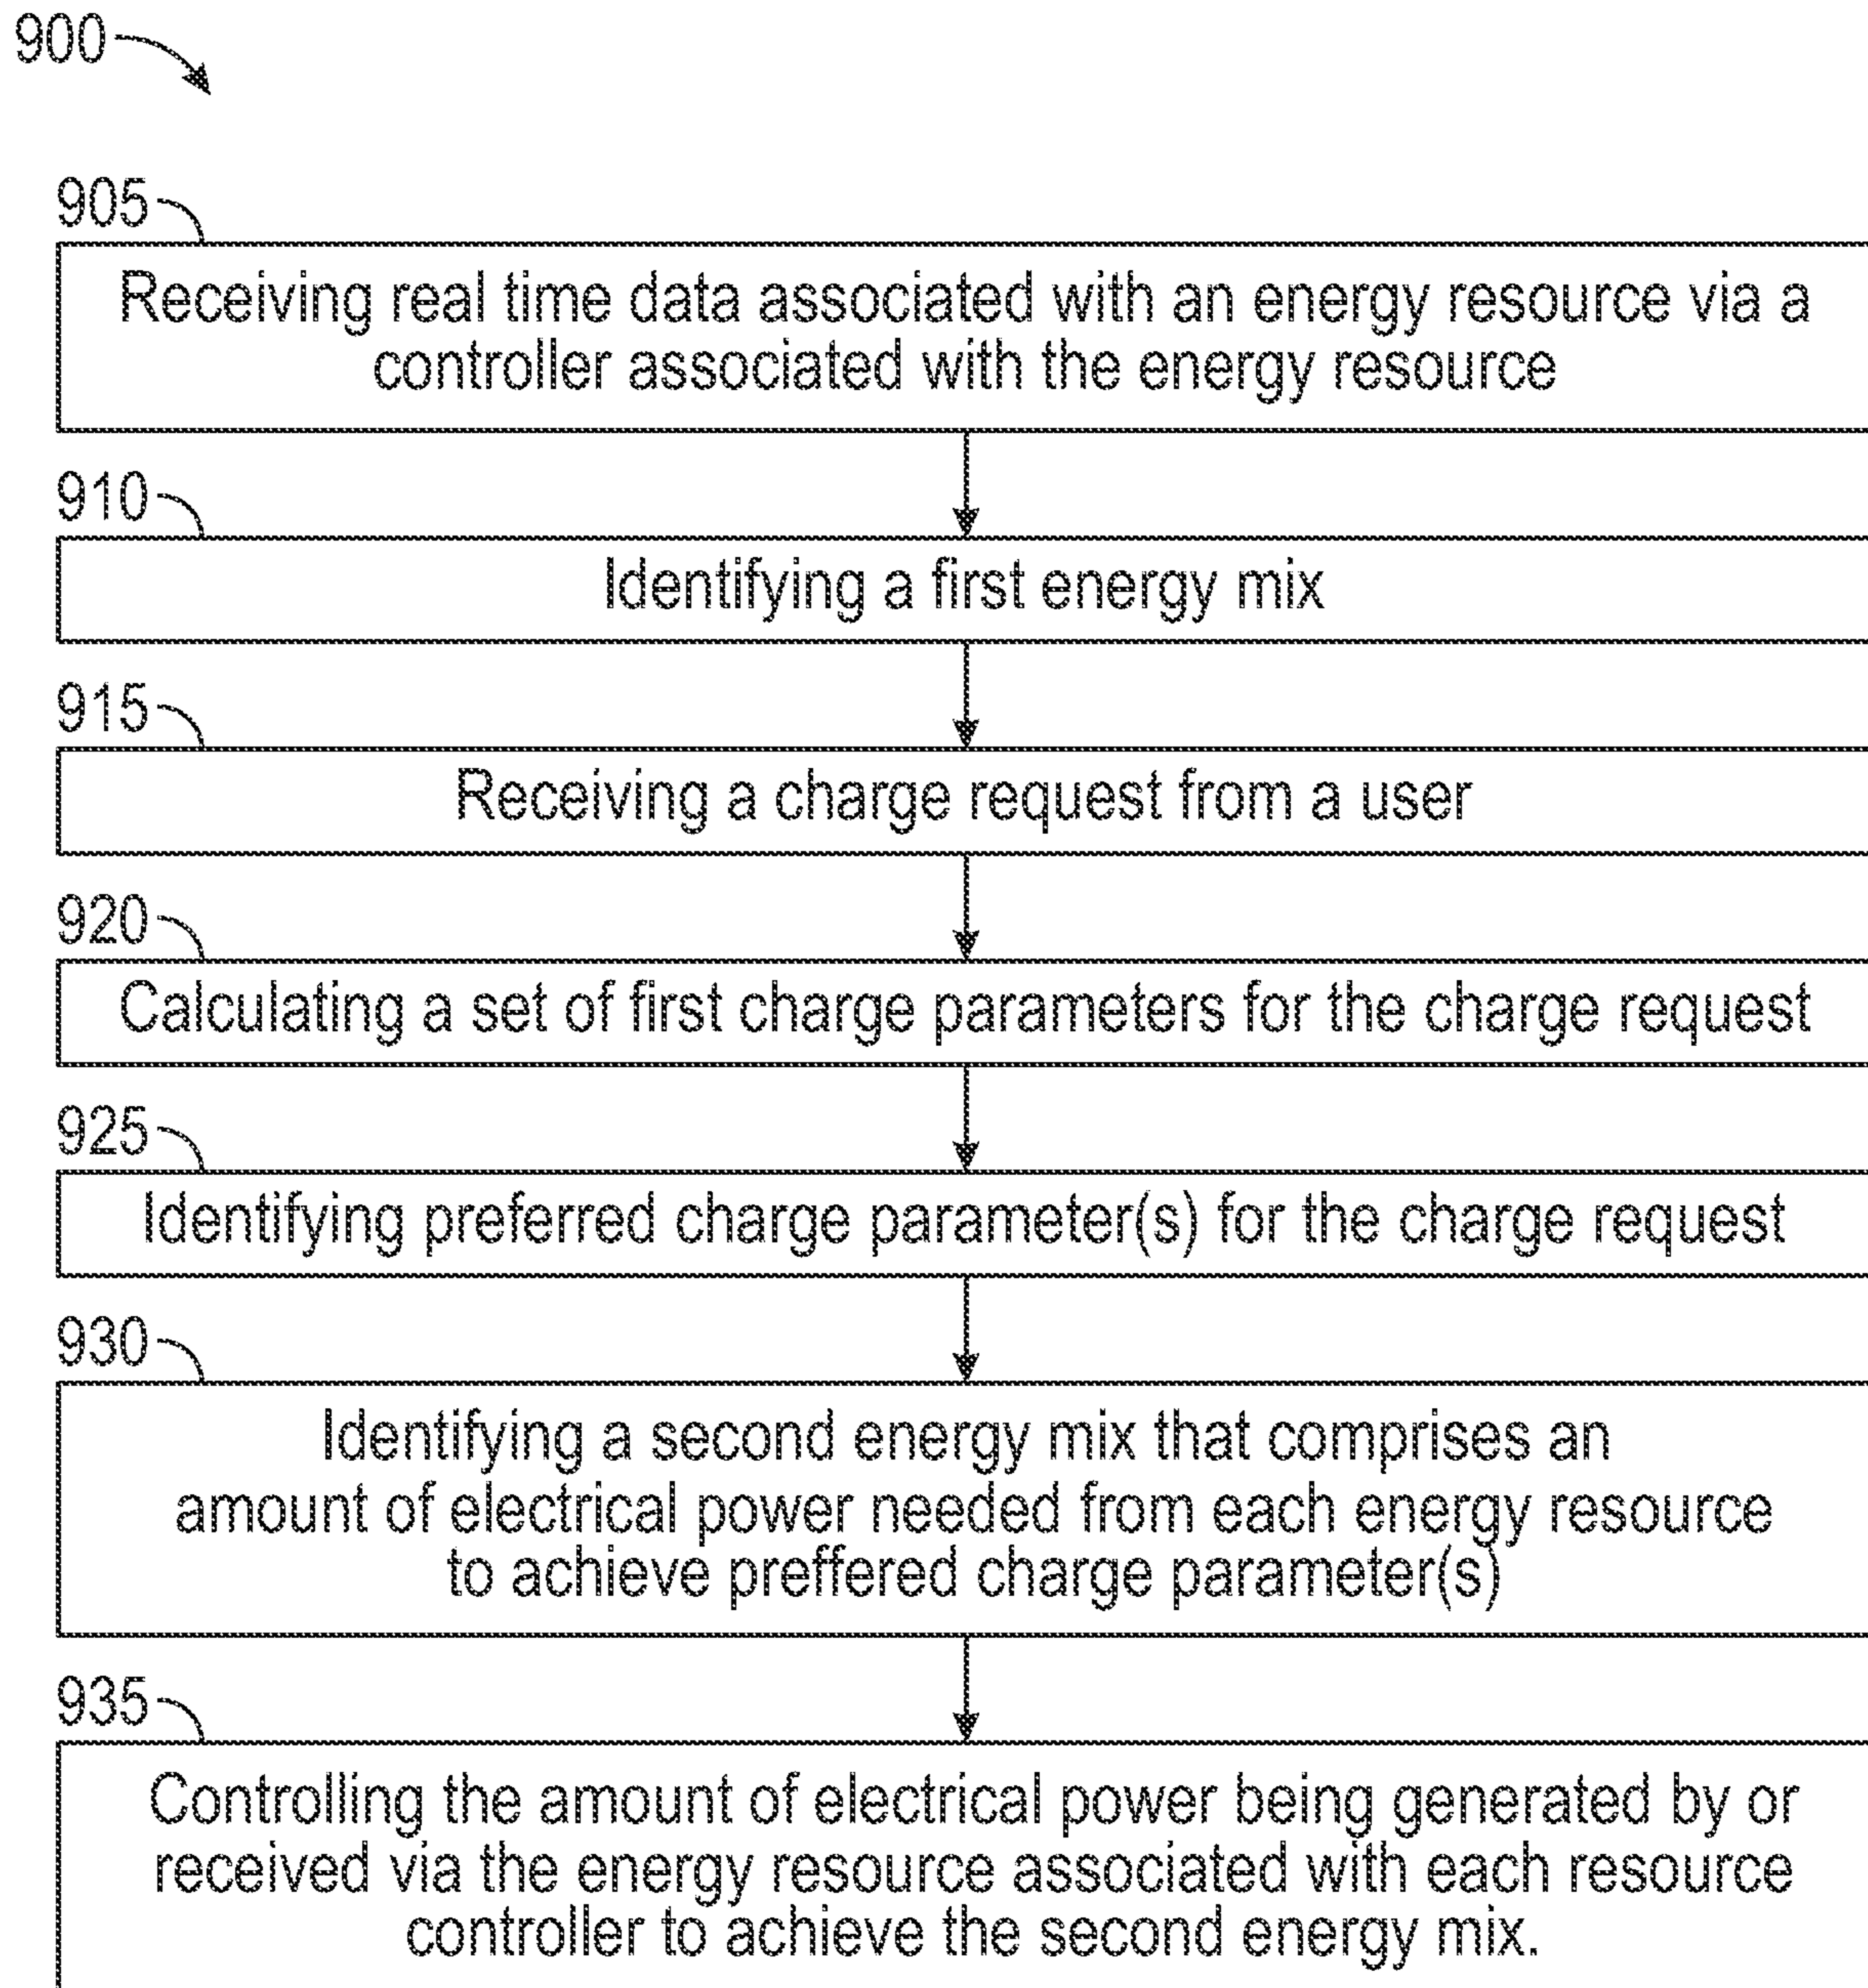 900
905
Receiving real time data associated with an energy resource via a
controller associated with the energy resource
910
Identifying a first energy mix
915
Receiving a charge request from a user
920
Calculating a set of first charge parameters for the charge request
925
Identifying preferred charge parameter(s) for the charge request
930
Identifying a second energy mix that comprises an
amount of electrical power needed from each energy resource
to achieve preffered charge parameter(s)
935
Controlling the amount of electrical power being generated by or
received via the energy resource associated with each resource
controller to achieve the second energy mix.